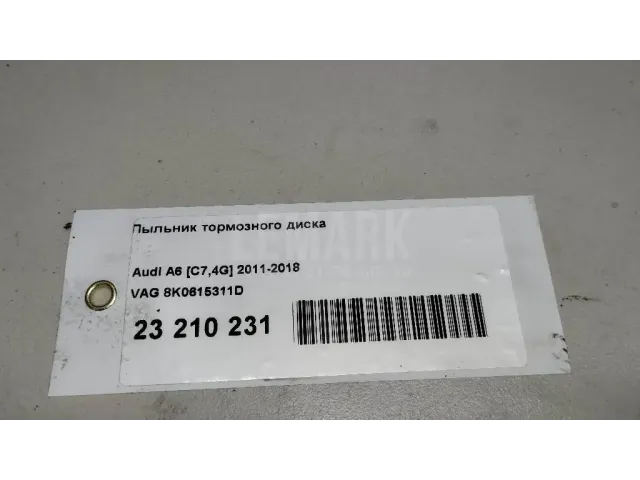 Пыльник тормозного диска
Audi A6 [C7,4G] 2011-2018
VAG 8K0615311D
23 210 231